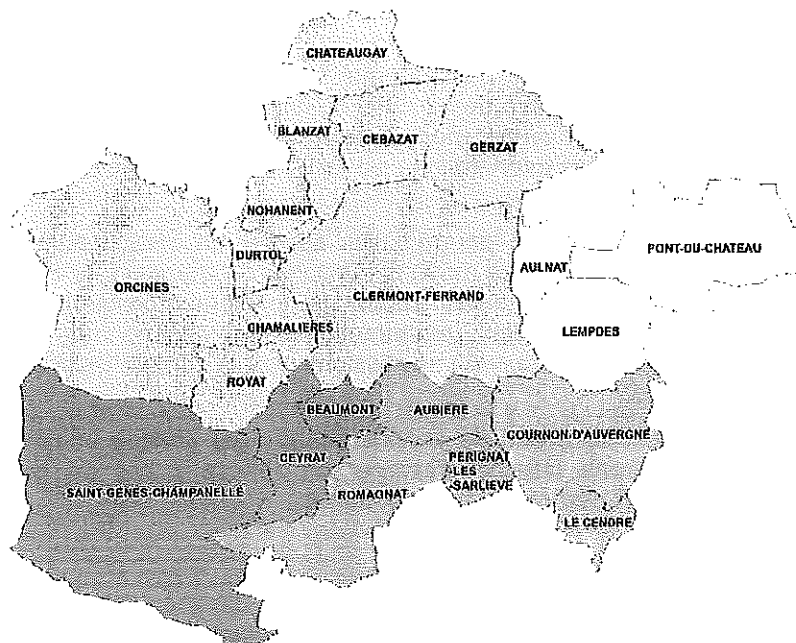 CHATEAUGAY
BLANZAT
CEBAZAT
GERZAT
NOHANENT
DURTOL
ORCINES
CLERMONT-FERRAND
AULNAT
PONT-DU-CHATEAU
CHAMALIERES
LEMPDES
ROYAT
BEAUMONT
AUBIERE
COURNON D'AUVERGNE
CEYRAT
PERIGNAT
LES
-SARLIEVE
SAINT-GENES-CHAMPANELLE
ROMAGNAT
LE CENDRE